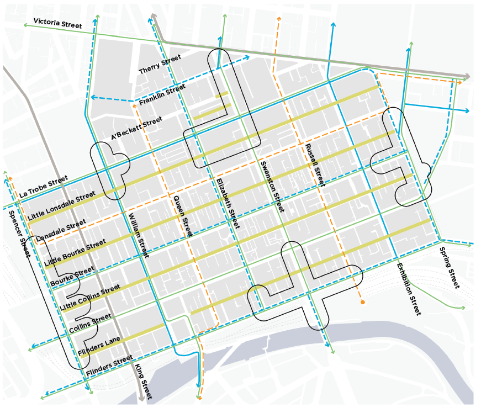 Victoria Street
Therry Street
Franklin Street
A'Beckett Street
La Trobe Street
Little Lonsdale Street
Lonsdale Street
Little Bourke Street
Bourke Street
Little Collins Street
Collins Street
Flinders Lane
Flinders Street
Spencer Street
King Street
William Street
Queen Street
Elizabeth Street
Swanston Street
Russell Street
Exhibition Street
Spring Street